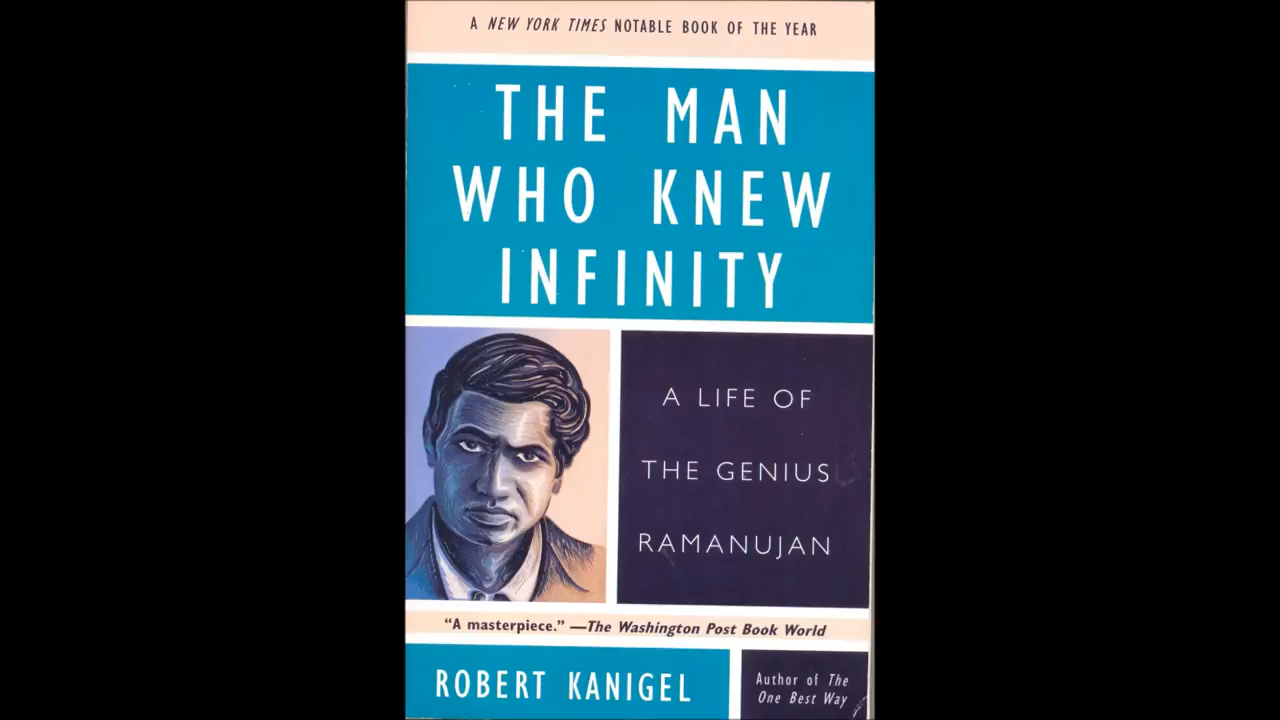 A NEW YORK TIMES NOTABLE BOOK OF THE YEAR
THE MAN
WHO KNEW
INFINITY
A LIFE OF
THE GENIUS
RAMANUJAN
“A masterpiece.” —The Washington Post Book World
ROBERT KANIGEL
Author of The
One Best Way